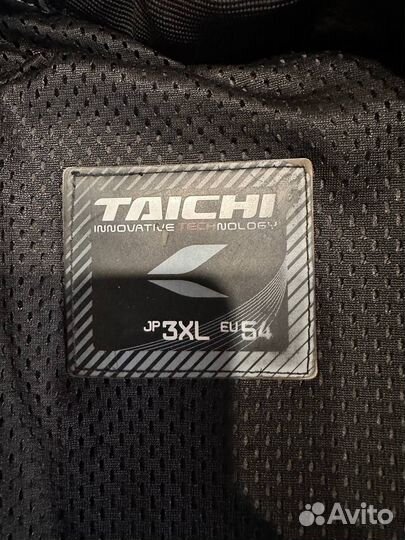 TAICHI
INNOVATIVE TECHNOLOGY
JP 3XL EU 54
Avito